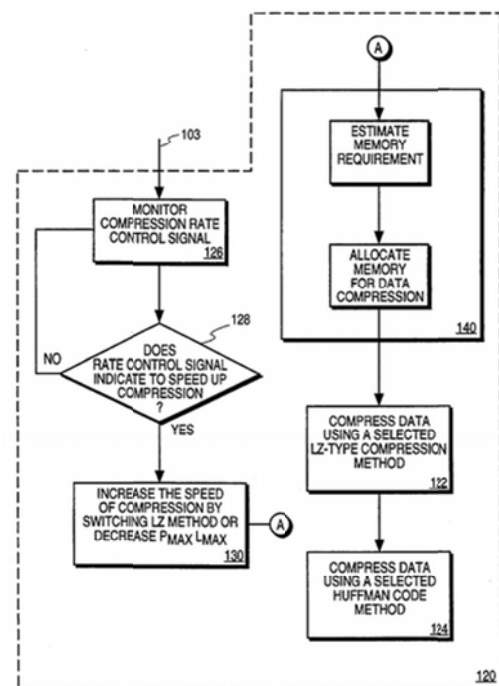 103
MONITOR
COMPRESSION RATE
CONTROL SIGNAL
126
128
DOES
RATE CONTROL SIGNAL
INDICATE TO SPEED UP
COMPRESSION
?
NO
YES
INCREASE THE SPEED
OF COMPRESSION BY
SWITCHING LZ METHOD OR
DECREASE PMAX LMAX
130
A
A
ESTIMATE
MEMORY
REQUIREMENT
ALLOCATE
MEMORY
FOR DATA
COMPRESSION
140
COMPRESS DATA
USING A SELECTED
LZ-TYPE COMPRESSION
METHOD
122
COMPRESS DATA
USING A SELECTED
HUFFMAN CODE
METHOD
124
120